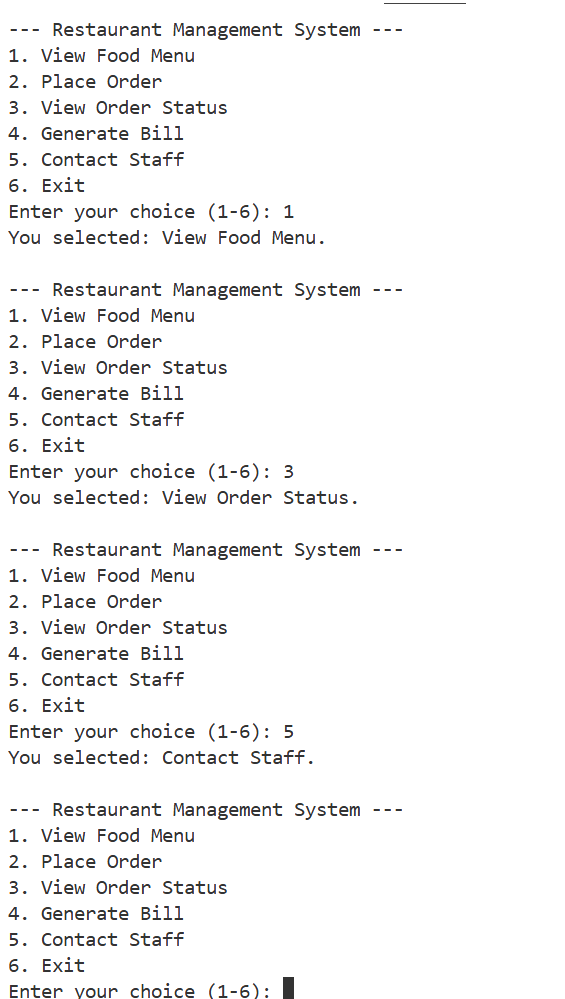 --- Restaurant Management System ---
1. View Food Menu
2. Place Order
3. View Order Status
4. Generate Bill
5. Contact Staff
6. Exit
Enter your choice (1-6): 1
You selected: View Food Menu.

--- Restaurant Management System ---
1. View Food Menu
2. Place Order
3. View Order Status
4. Generate Bill
5. Contact Staff
6. Exit
Enter your choice (1-6): 3
You selected: View Order Status.

--- Restaurant Management System ---
1. View Food Menu
2. Place Order
3. View Order Status
4. Generate Bill
5. Contact Staff
6. Exit
Enter your choice (1-6): 5
You selected: Contact Staff.

--- Restaurant Management System ---
1. View Food Menu
2. Place Order
3. View Order Status
4. Generate Bill
5. Contact Staff
6. Exit
Enter your choice (1-6):